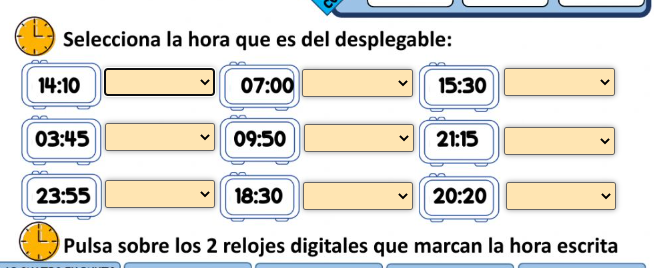 Selecciona la hora que es del desplegable:
14:10 07:00 15:30
03:45 09:50 21:15
23:55 18:30 20:20
Pulsa sobre los 2 relojes digitales que marcan la hora escrita